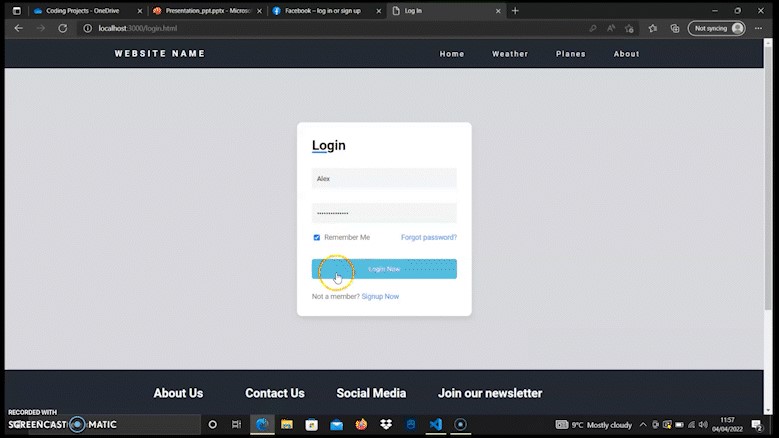 Coding Projects - OneDrive
Presentation_ppt.pptx - Microso
Facebook – log in or sign up
Log In
localhost:3000/login.html
Not syncing
WEBSITE NAME
Home
Weather
Planes
About
Login
Alex
Remember Me
Forgot password?
Login Now
Not a member? Signup Now
About Us
Contact Us
Social Media
Join our newsletter
RECORDED WITH
SCREENCAST MATIC
9°C Mostly cloudy
11:57
04/04/2022